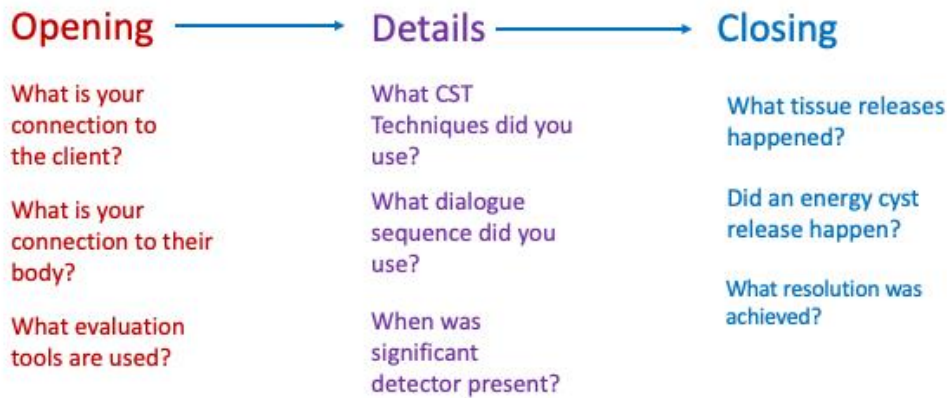 Opening
Details
Closing
What is your
connection to
the client?
What is your
connection to their
body?
What evaluation
tools are used?
What CST
Techniques did you
use?
What dialogue
sequence did you
use?
When was
significant
detector present?
What tissue releases
happened?
Did an energy cyst
release happen?
What resolution was
achieved?